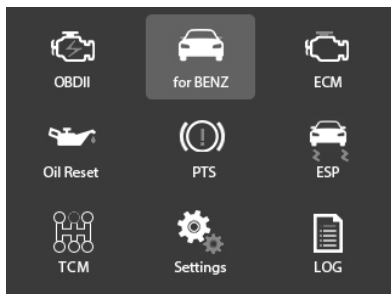 OBDII
for BENZ
ECM
Oil Reset
PTS
ESP
TCM
Settings
LOG